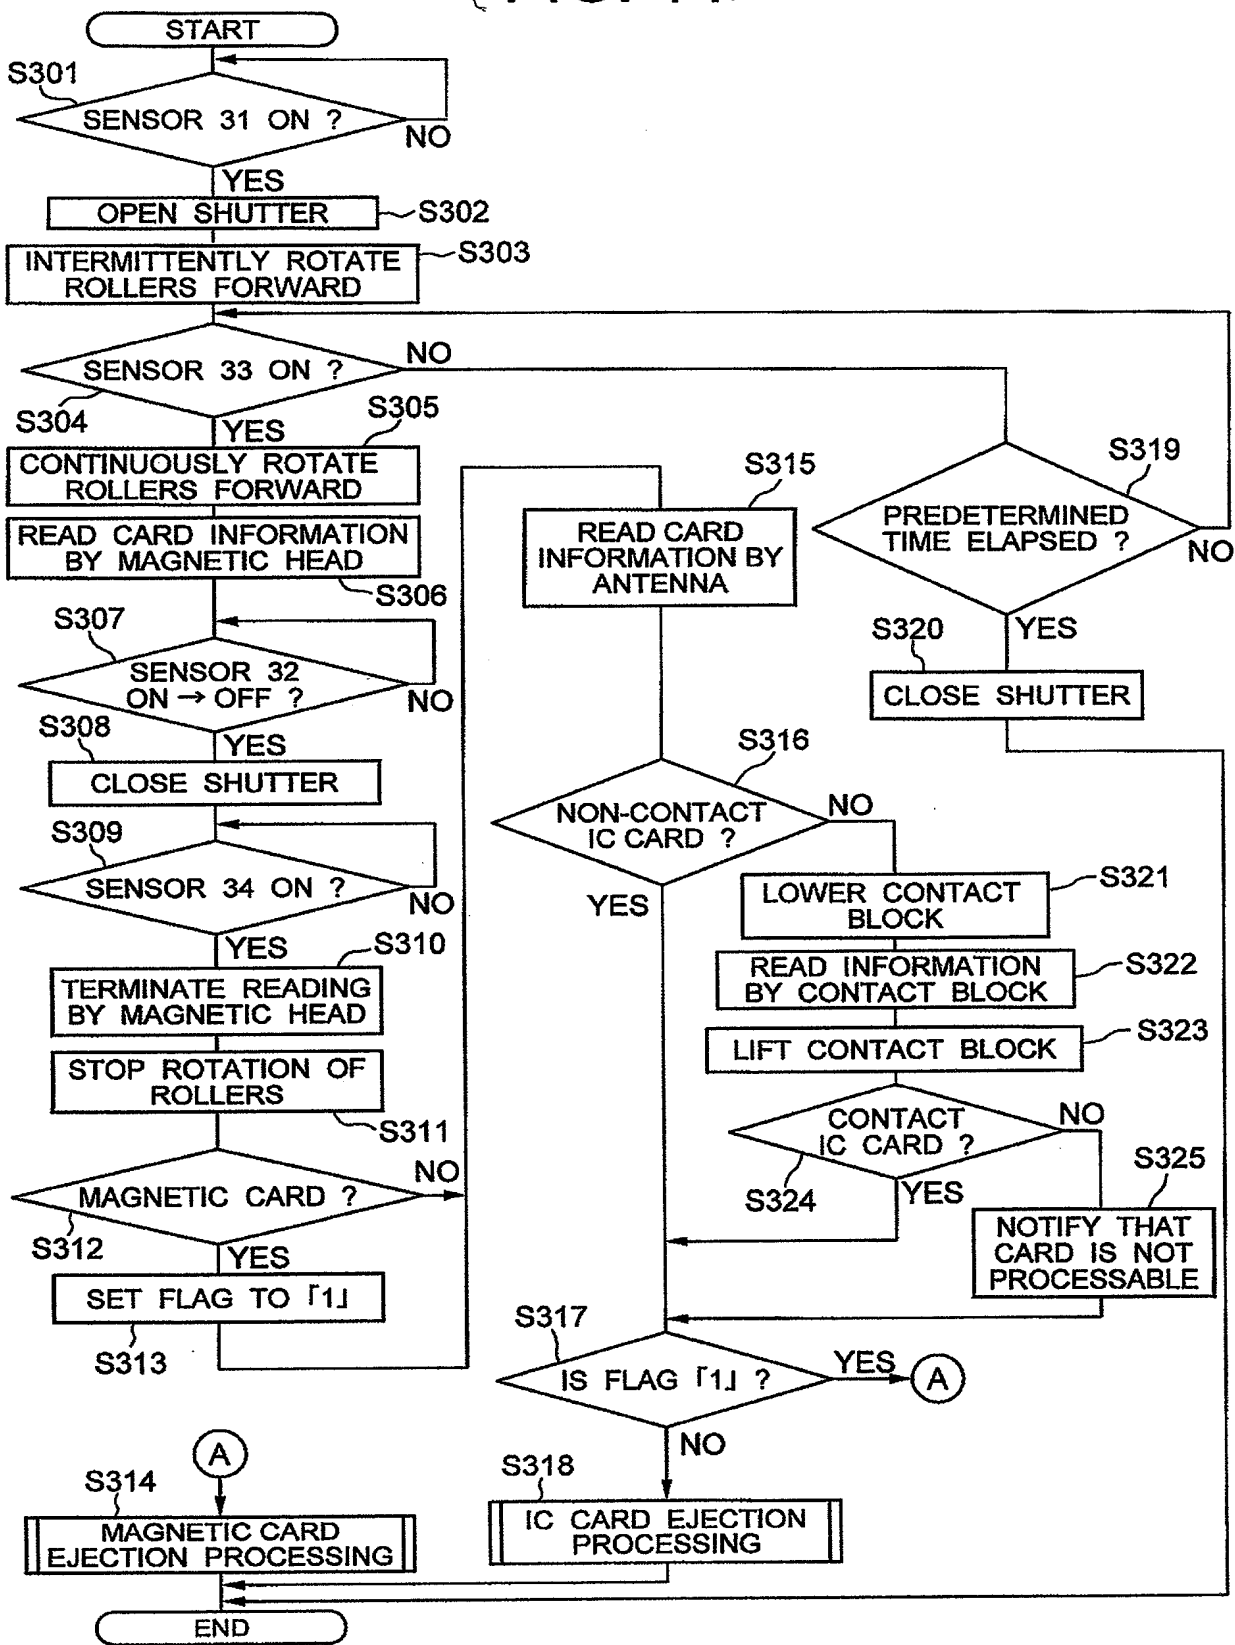 START
S301
SENSOR 31 ON ?
NO
YES
OPEN SHUTTER
S302
INTERMITTENTLY ROTATE
ROLLERS FORWARD
S303
SENSOR 33 ON ?
NO
S304
YES
S305
CONTINUOUSLY ROTATE
ROLLERS FORWARD
READ CARD INFORMATION
BY MAGNETIC HEAD
S306
S307
SENSOR 32
ON → OFF ?
NO
S308
YES
CLOSE SHUTTER
S309
SENSOR 34 ON ?
NO
YES
S310
TERMINATE READING
BY MAGNETIC HEAD
STOP ROTATION OF
ROLLERS
S311
MAGNETIC CARD ?
NO
S312
YES
SET FLAG TO「1」
S313
S315
READ CARD
INFORMATION BY
ANTENNA
S319
PREDETERMINED
TIME ELAPSED ?
NO
S320
YES
CLOSE SHUTTER
S316
NON-CONTACT
IC CARD ?
NO
YES
LOWER CONTACT
BLOCK
S321
READ INFORMATION
BY CONTACT BLOCK
S322
LIFT CONTACT BLOCK
S323
CONTACT
IC CARD ?
NO
S324
YES
S325
NOTIFY THAT
CARD IS NOT
PROCESSABLE
S317
IS FLAG「1」?
YES
A
NO
A
S314
MAGNETIC CARD
EJECTION PROCESSING
S318
IC CARD EJECTION
PROCESSING
END